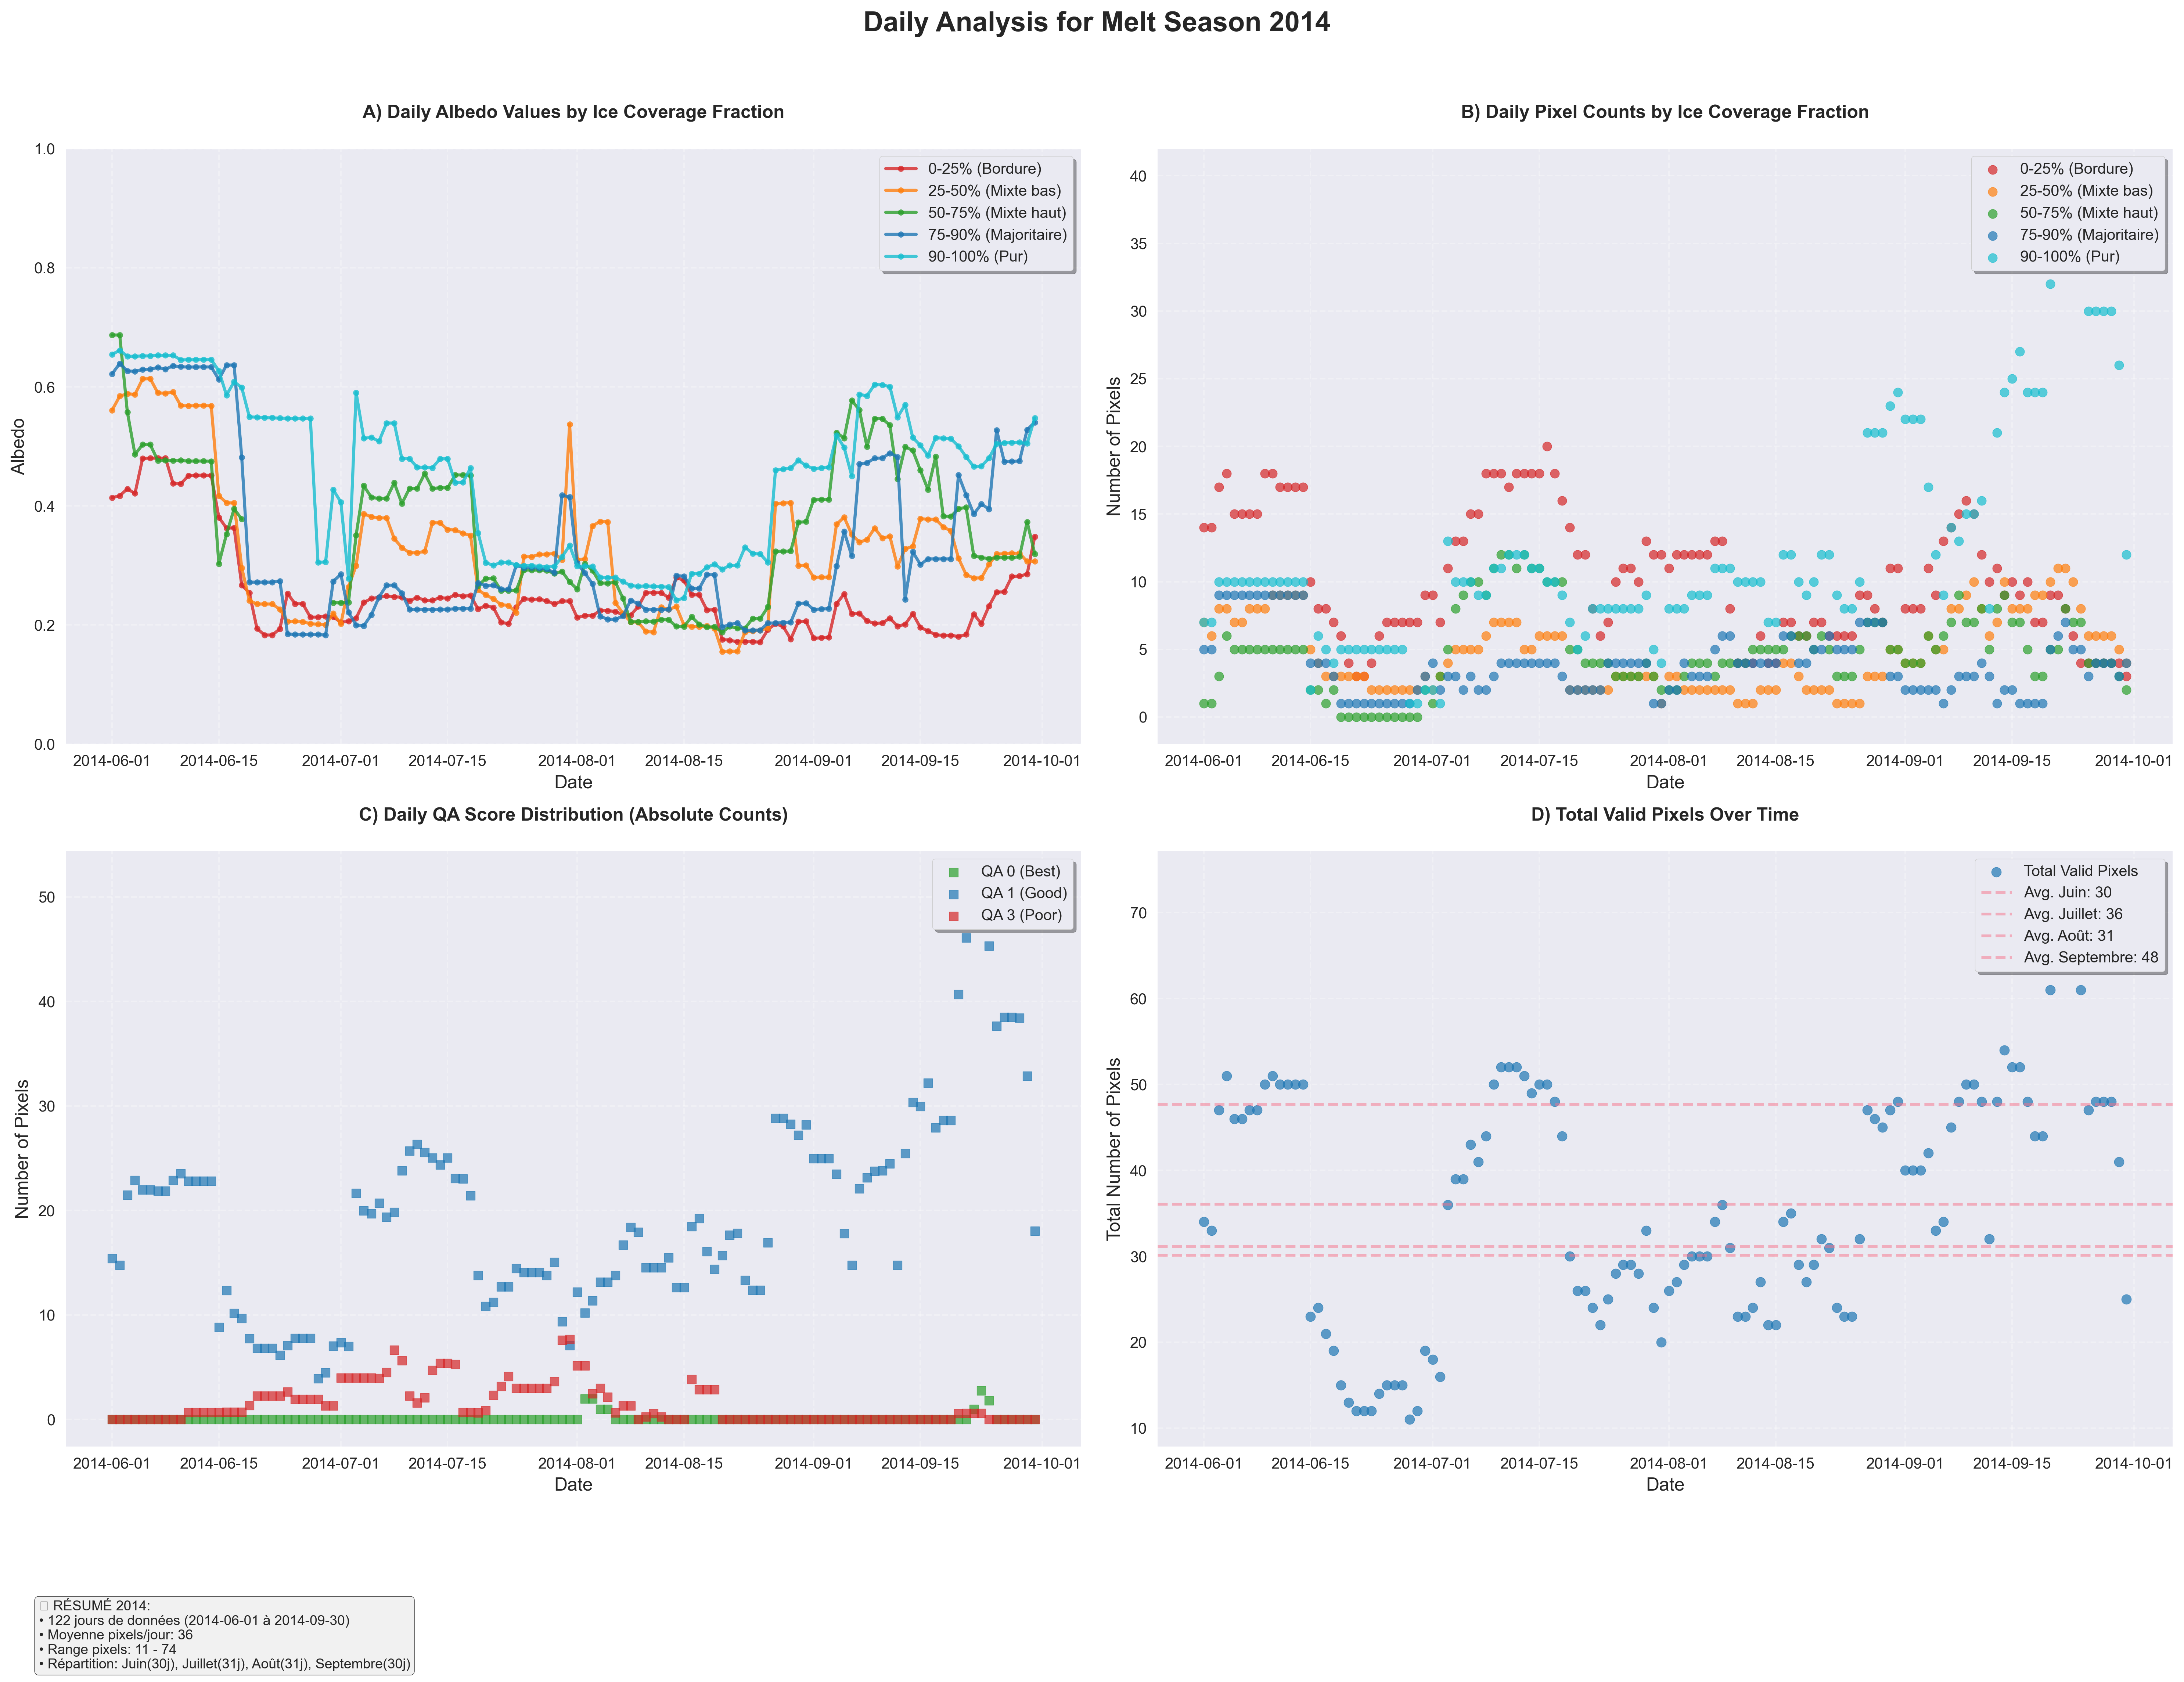 Daily Analysis for Melt Season 2014
A) Daily Albedo Values by Ice Coverage Fraction
Albedo
1.0
0.8
0.6
0.4
0.2
0.0
0-25% (Bordure)
25-50% (Mixte bas)
50-75% (Mixte haut)
75-90% (Majoritaire)
90-100% (Pur)
2014-06-01
2014-06-15
2014-07-01
2014-07-15
2014-08-01
2014-08-15
2014-09-01
2014-09-15
2014-10-01
Date
B) Daily Pixel Counts by Ice Coverage Fraction
Number of Pixels
40
35
30
25
20
15
10
5
0
0-25% (Bordure)
25-50% (Mixte bas)
50-75% (Mixte haut)
75-90% (Majoritaire)
90-100% (Pur)
2014-06-01
2014-06-15
2014-07-01
2014-07-15
2014-08-01
2014-08-15
2014-09-01
2014-09-15
2014-10-01
Date
C) Daily QA Score Distribution (Absolute Counts)
Number of Pixels
50
40
30
20
10
0
QA 0 (Best)
QA 1 (Good)
QA 3 (Poor)
2014-06-01
2014-06-15
2014-07-01
2014-07-15
2014-08-01
2014-08-15
2014-09-01
2014-09-15
2014-10-01
Date
D) Total Valid Pixels Over Time
Total Number of Pixels
70
60
50
40
30
20
10
Total Valid Pixels
Avg. Juin: 30
Avg. Juillet: 36
Avg. Août: 31
Avg. Septembre: 48
2014-06-01
2014-06-15
2014-07-01
2014-07-15
2014-08-01
2014-08-15
2014-09-01
2014-09-15
2014-10-01
Date
RÉSUMÉ 2014:
• 122 jours de données (2014-06-01 à 2014-09-30)
• Moyenne pixels/jour: 36
• Range pixels: 11 - 74
• Répartition: Juin(30j), Juillet(31j), Août(31j), Septembre(30j)